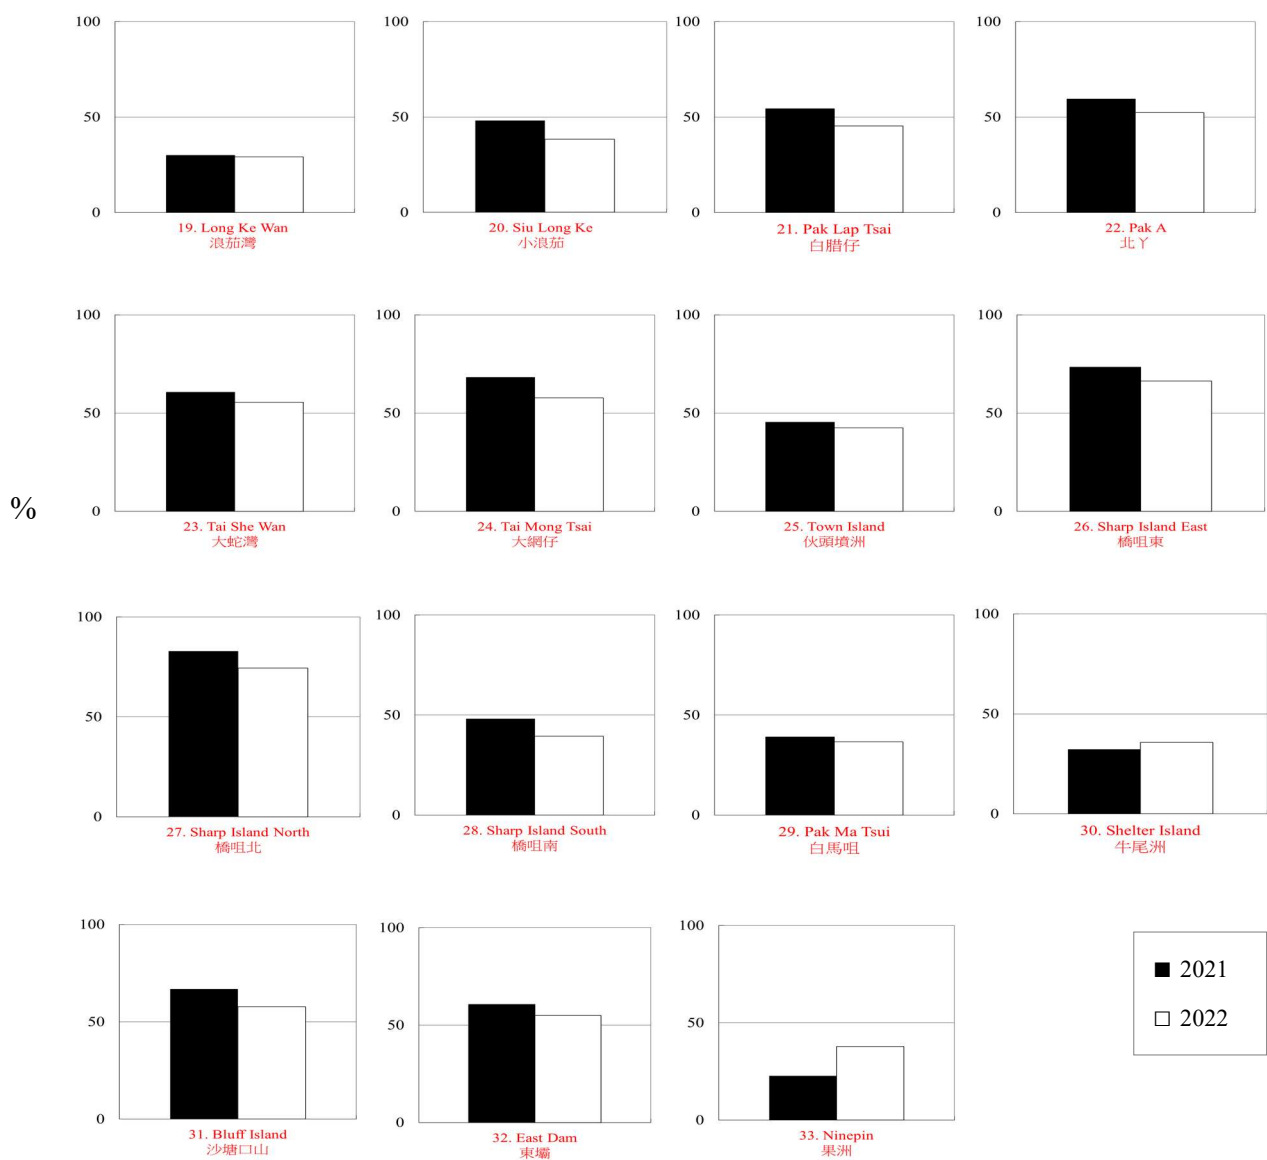 100
50
0
19. Long Ke Wan
浪茄灣
100
50
0
20. Siu Long Ke
小浪茄
100
50
0
21. Pak Lap Tsai
白腊仔
100
50
0
22. Pak A
北丫
%
100
50
0
23. Tai She Wan
大蛇灣
100
50
0
24. Tai Mong Tsai
大網仔
100
50
0
25. Town Island
伙頭墳洲
100
50
0
26. Sharp Island East
橋咀東
100
50
0
27. Sharp Island North
橋咀北
100
50
0
28. Sharp Island South
橋咀南
100
50
0
29. Pak Ma Tsui
白馬咀
100
50
0
30. Shelter Island
牛尾洲
100
50
0
31. Bluff Island
沙塘口山
100
50
0
32. East Dam
東壩
100
50
0
33. Ninepin
果洲
2021
2022